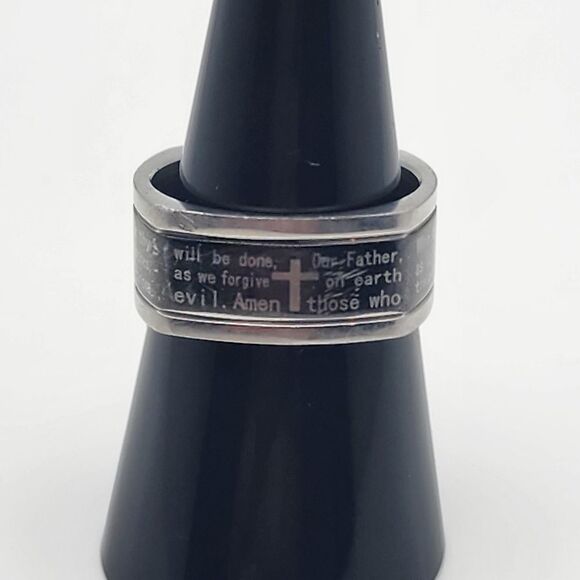 will be done, Our Father,
as we forgive on earth
evil. Amen those who